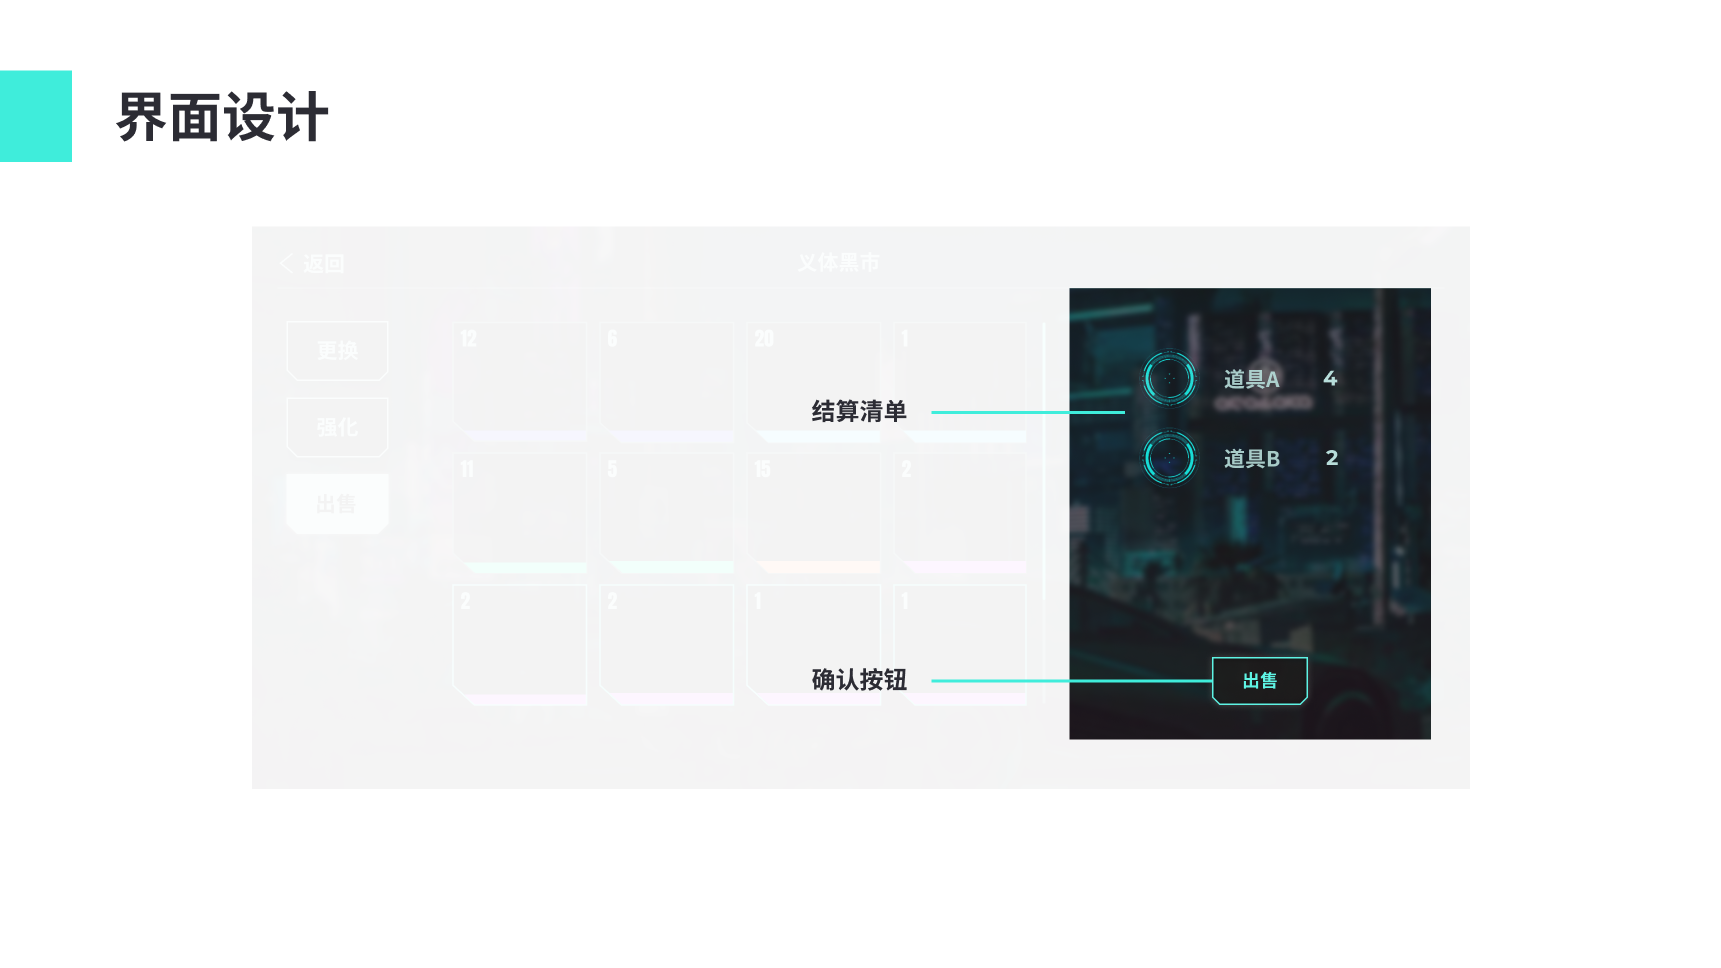 界面设计
返回
义体黑市
更换
强化
出售
12 6 20 1
11 5 15 2
2 2 1 1
结算清单
确认按钮
道具A 4
道具B 2
出售